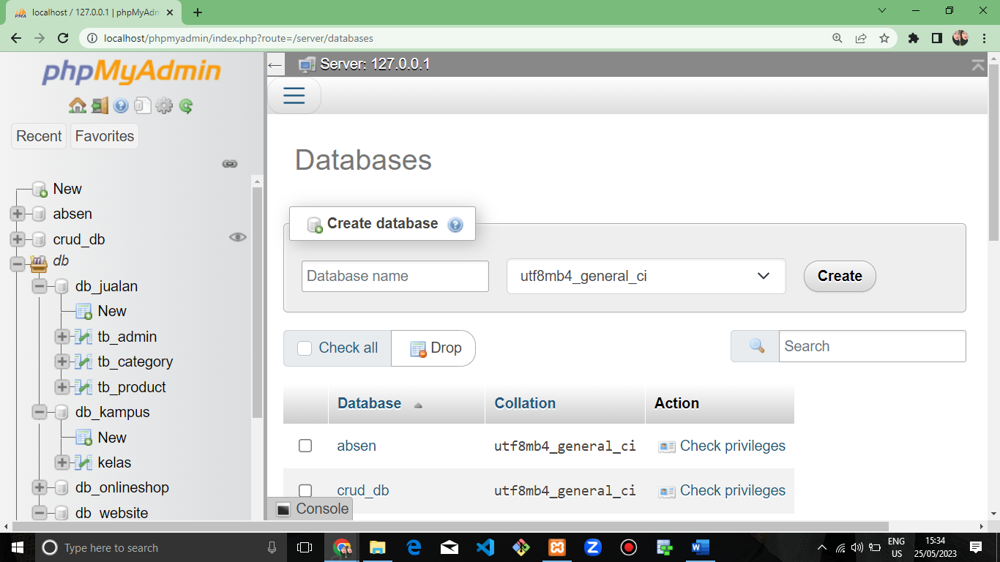 localhost / 127.0.0.1 | phpMyAdm
localhost/phpmyadmin/index.php?route=/server/databases
phpMyAdmin
Recent
Favorites
New
absen
crud_db
db
db_jualan
New
tb_admin
tb_category
tb_product
db_kampus
New
kelas
db_onlineshop
db_website
Server: 127.0.0.1
Databases
Create database
Database name
utf8mb4_general_ci
Create
Check all
Drop
Search
Database
Collation
Action
absen
utf8mb4_general_ci
Check privileges
crud_db
utf8mb4_general_ci
Check privileges
Console
Type here to search
ENG
US
15:34
25/05/2023